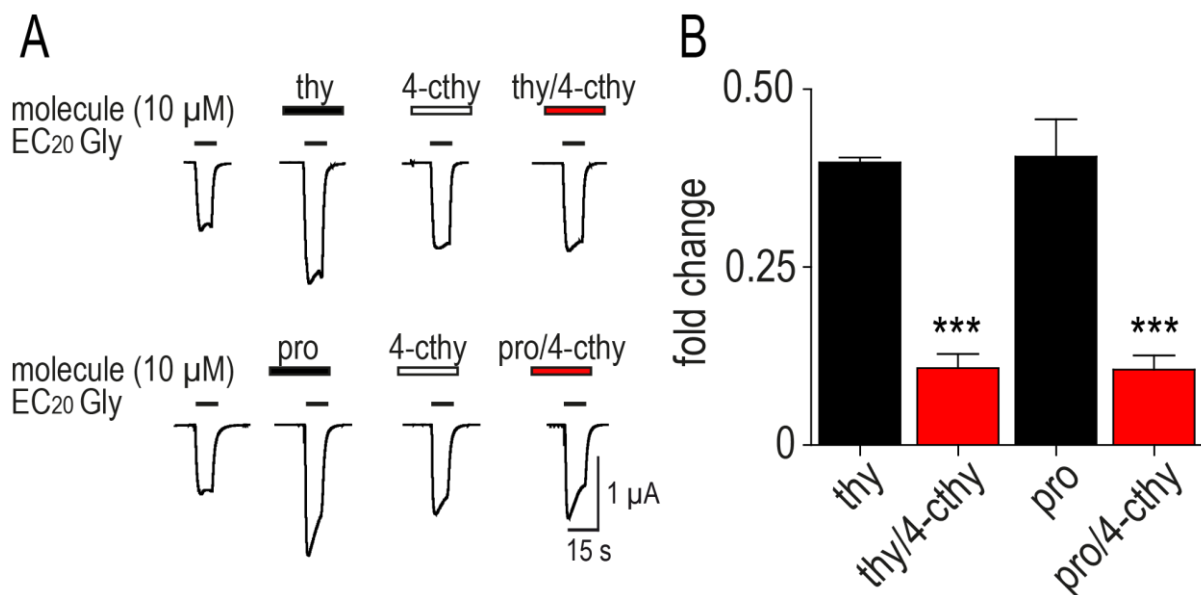 A
thy 4-cthy thy/4-cthy
molecule (10 µM)
EC20 Gly
pro 4-cthy pro/4-cthy
molecule (10 µM)
EC20 Gly
1 µA
15 s
B
0.50
0.25
0
fold change
***
***
thy
thy/4-cthy
pro
pro/4-cthy